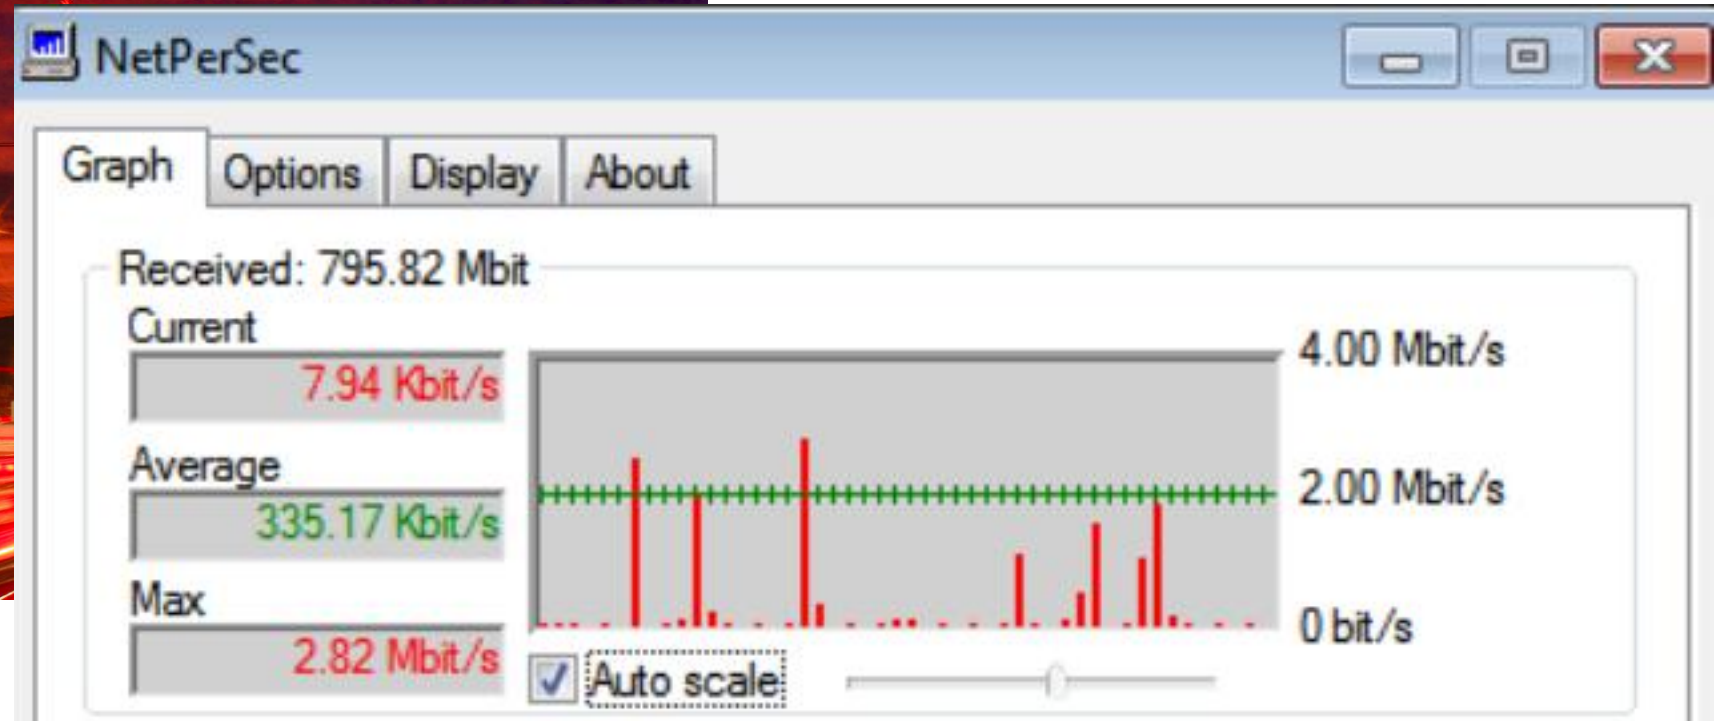 NetPerSec
Graph Options Display About
Received: 795.82 Mbit
Current
7.94 Kbit/s
4.00 Mbit/s
Average
335.17 Kbit/s
2.00 Mbit/s
Max
2.82 Mbit/s
0 bit/s
Auto scale